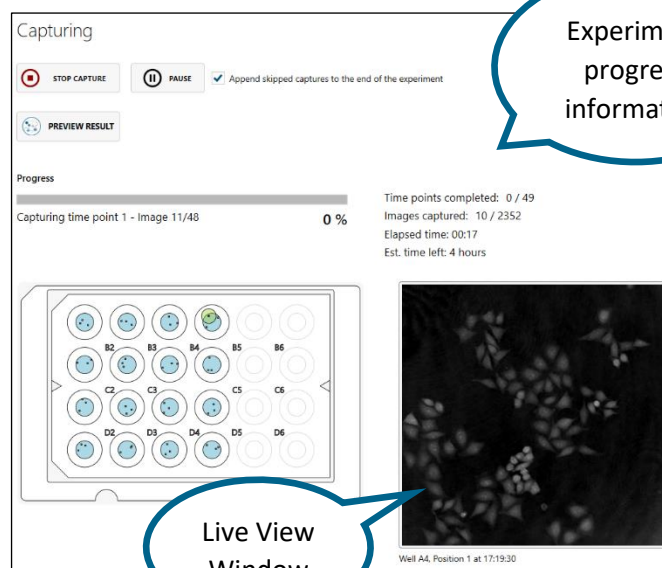 Capturing
STOP CAPTURE
PAUSE
Append skipped captures to the end of the experiment
PREVIEW RESULT
Progress
Capturing time point 1 - Image 11/48
0 %
Time points completed: 0 / 49
Images captured: 10 / 2352
Elapsed time: 00:17
Est. time left: 4 hours
B2 B3 B4 B5 B6
C2 C3 C5 C6
D2 D3 D4 D5 D6
Well A4, Position 1 at 17:19:30
Live View
Window